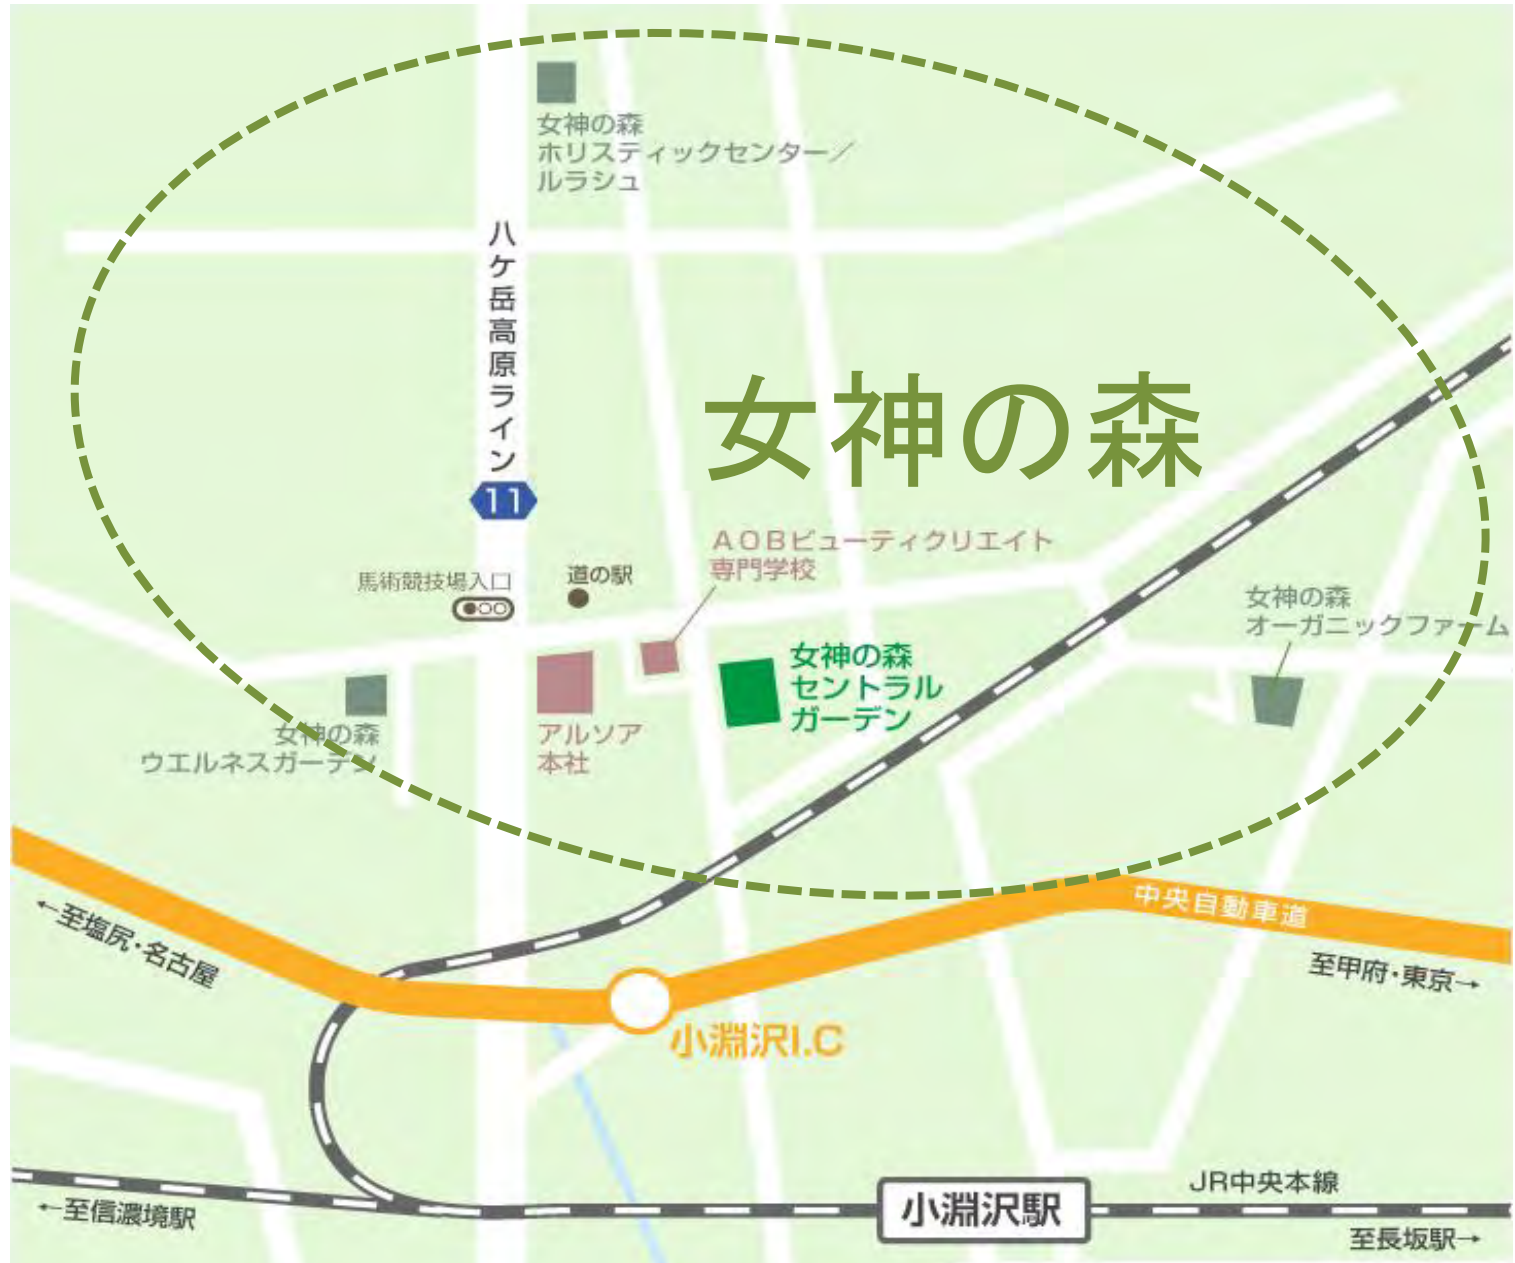 女神の森
ホリスティックセンター／
ルラシュ
八ケ岳高原ライン
11
女神の森
AOBビューティクリエイト
専門学校
馬術競技場入口
道の駅
女神の森
オーガニックファーム
女神の森
セントラル
ガーデン
女神の森
ウエルネスガーデン
アルソア
本社
中央自動車道
←至塩尻・名古屋
至甲府・東京→
小淵沢I.C
JR中央本線
小淵沢駅
←至信濃境駅
至長坂駅→